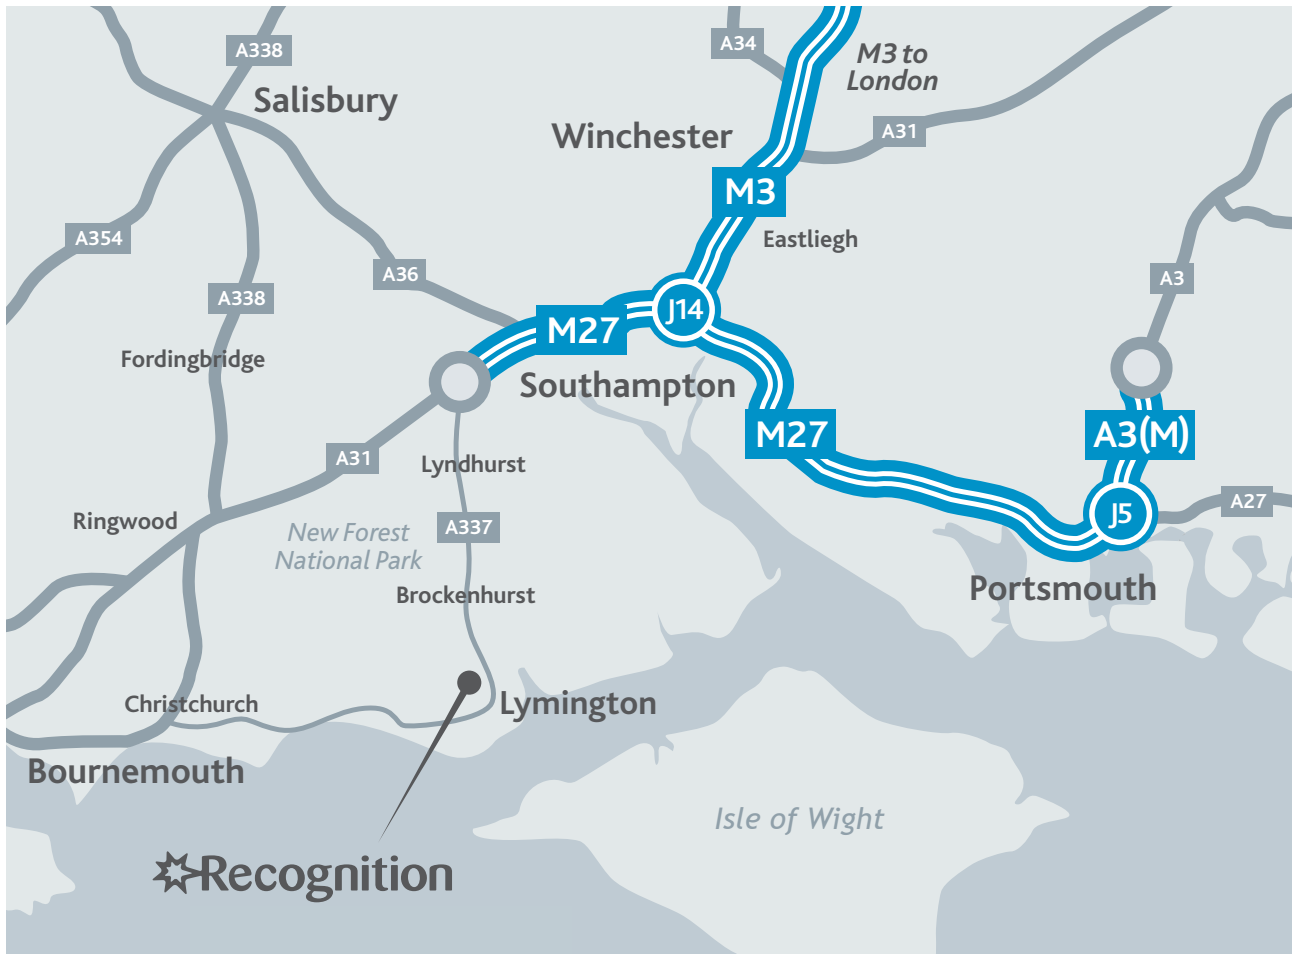 A338
A34
M3 to
London
Salisbury
Winchester
A31
M3
A354
Eastliegh
A36
A3
A338
J14
M27
Fordingbridge
Southampton
M27
A3(M)
A31
Lyndhurst
A27
J5
Ringwood
A337
New Forest
National Park
Brockenhurst
Portsmouth
Christchurch
Lymington
Bournemouth
Isle of Wight
Recognition